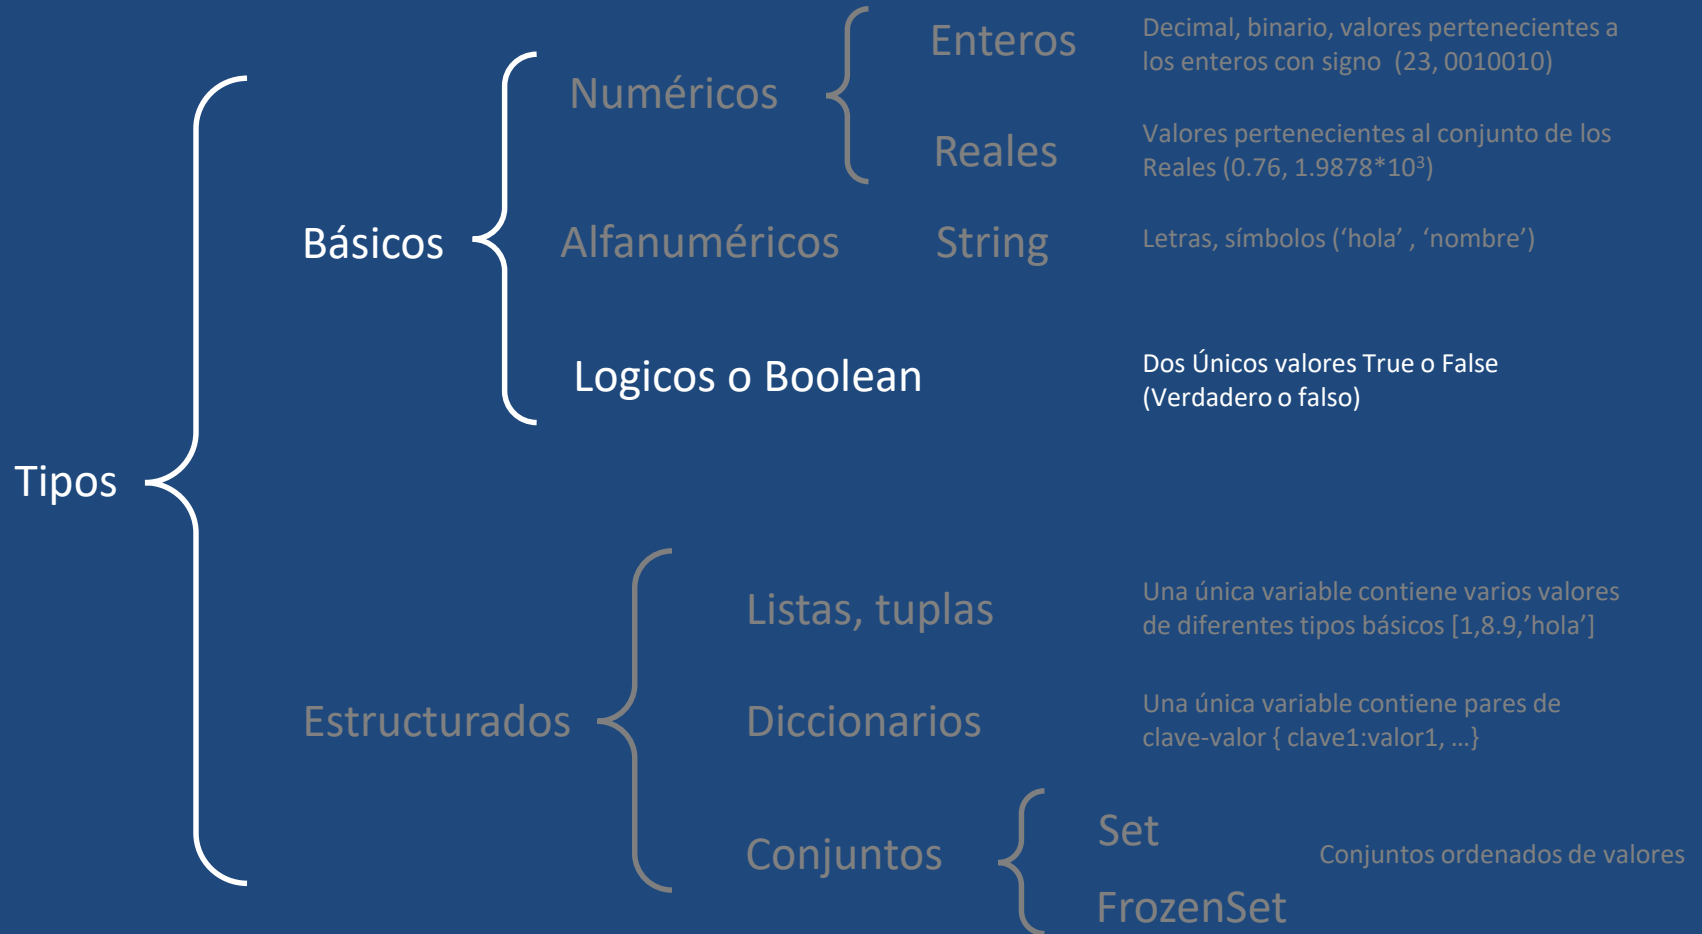 Tipos
Básicos
Numéricos
Enteros
Decimal, binario, valores pertenecientes a
los enteros con signo (23, 0010010)
Reales
Valores pertenecientes al conjunto de los
Reales (0.76, 1.9878*10³)
Alfanuméricos
String
Letras, símbolos (‘hola’ , ‘nombre’)
Logicos o Boolean
Dos Únicos valores True o False
(Verdadero o falso)
Estructurados
Listas, tuplas
Una única variable contiene varios valores
de diferentes tipos básicos [1,8.9,’hola’]
Diccionarios
Una única variable contiene pares de
clave-valor { clave1:valor1, …}
Conjuntos
Set
FrozenSet
Conjuntos ordenados de valores